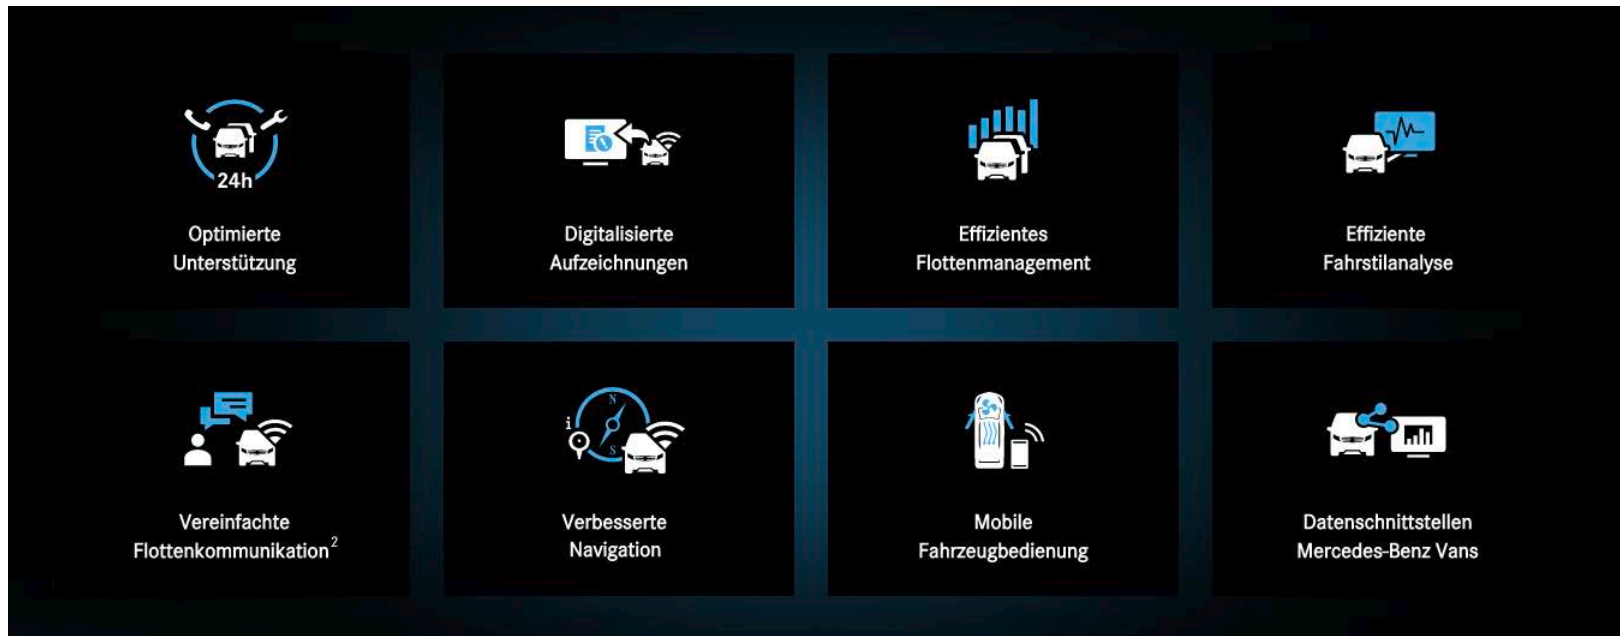 24h
Optimierte
Unterstützung
Digitalisierte
Aufzeichnungen
Effizientes
Flottenmanagement
Effiziente
Fahrstilanalyse
Vereinfachte
Flottenkommunikation²
N
i
S
Verbesserte
Navigation
Mobile
Fahrzeugbedienung
Datenschnittstellen
Mercedes-Benz Vans